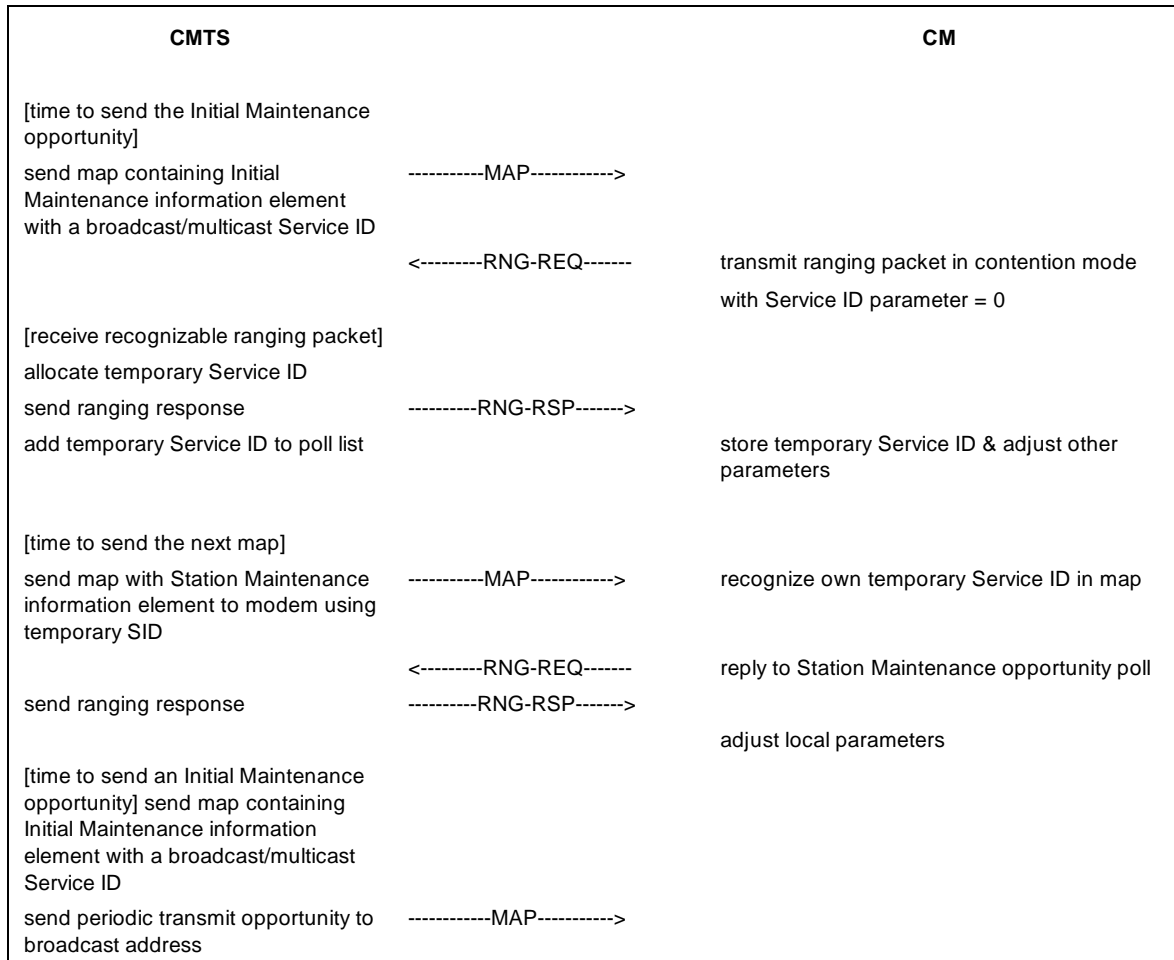 CMTS CM
[time to send the Initial Maintenance
opportunity]
send map containing Initial -----------MAP------------>
Maintenance information element
with a broadcast/multicast Service ID
<---------RNG-REQ------- transmit ranging packet in contention mode
with Service ID parameter = 0
[receive recognizable ranging packet]
allocate temporary Service ID
send ranging response ----------RNG-RSP------->
add temporary Service ID to poll list store temporary Service ID & adjust other
parameters
[time to send the next map]
send map with Station Maintenance -----------MAP------------> recognize own temporary Service ID in map
information element to modem using
temporary SID
<---------RNG-REQ------- reply to Station Maintenance opportunity poll
send ranging response ----------RNG-RSP------->
adjust local parameters
[time to send an Initial Maintenance
opportunity] send map containing
Initial Maintenance information
element with a broadcast/multicast
Service ID
send periodic transmit opportunity to ------------MAP----------->
broadcast address